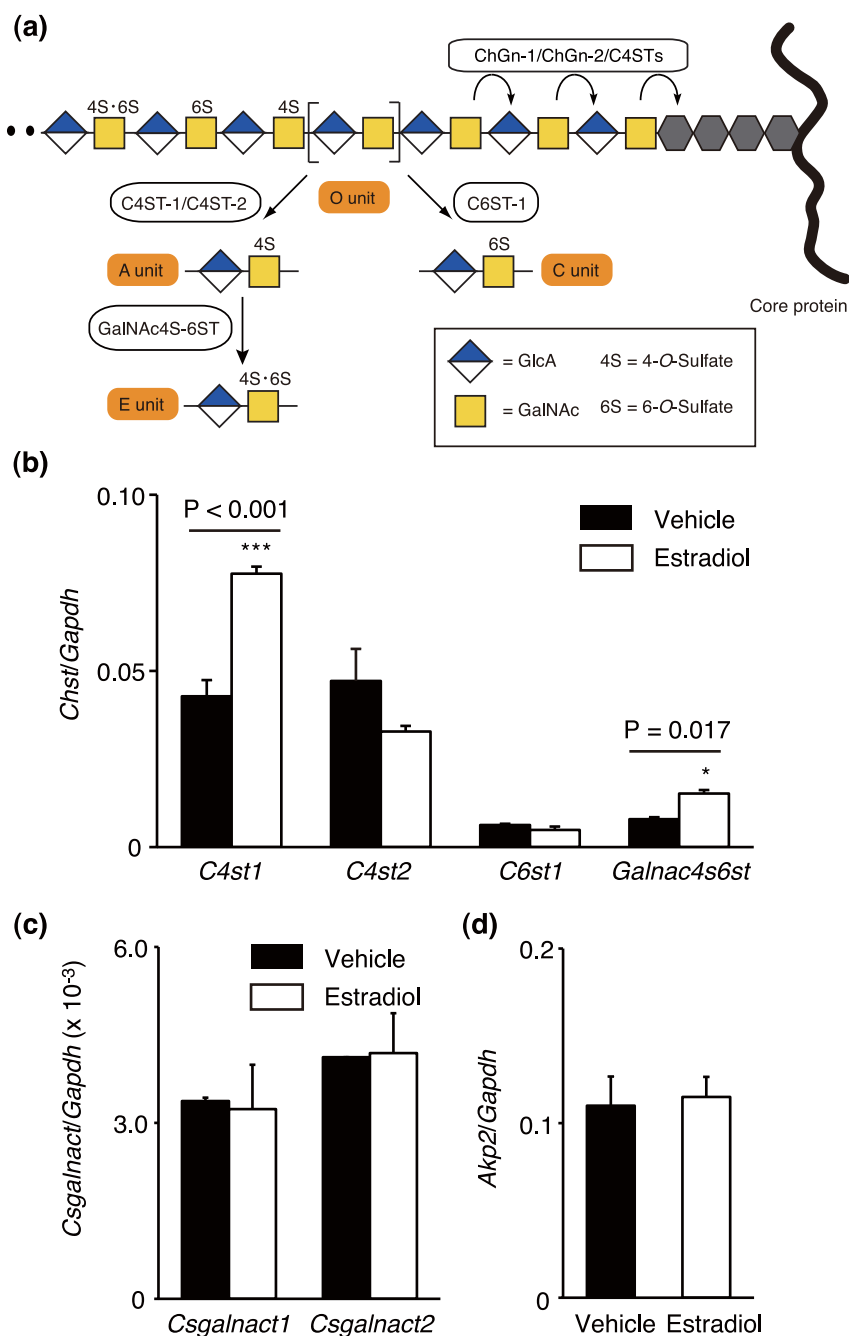 (a)
ChGn-1/ChGn-2/C4STs
4S·6S 6S 4S
C4ST-1/C4ST-2 O unit C6ST-1
4S 6S
A unit C unit
Core protein
GalNAc4S-6ST
4S·6S
E unit
= GlcA 4S = 4-O-Sulfate
= GalNAc 6S = 6-O-Sulfate
(b)
Chst/Gapdh
0.10
0.05
0
P < 0.001
***
Vehicle
Estradiol
P = 0.017
*
C4st1 C4st2 C6st1 Galnac4s6st
(c)
Csgalnact/Gapdh (x 10-3)
6.0
3.0
0
Vehicle
Estradiol
Csgalnact1 Csgalnact2
(d)
Akp2/Gapdh
0.2
0.1
0
Vehicle Estradiol